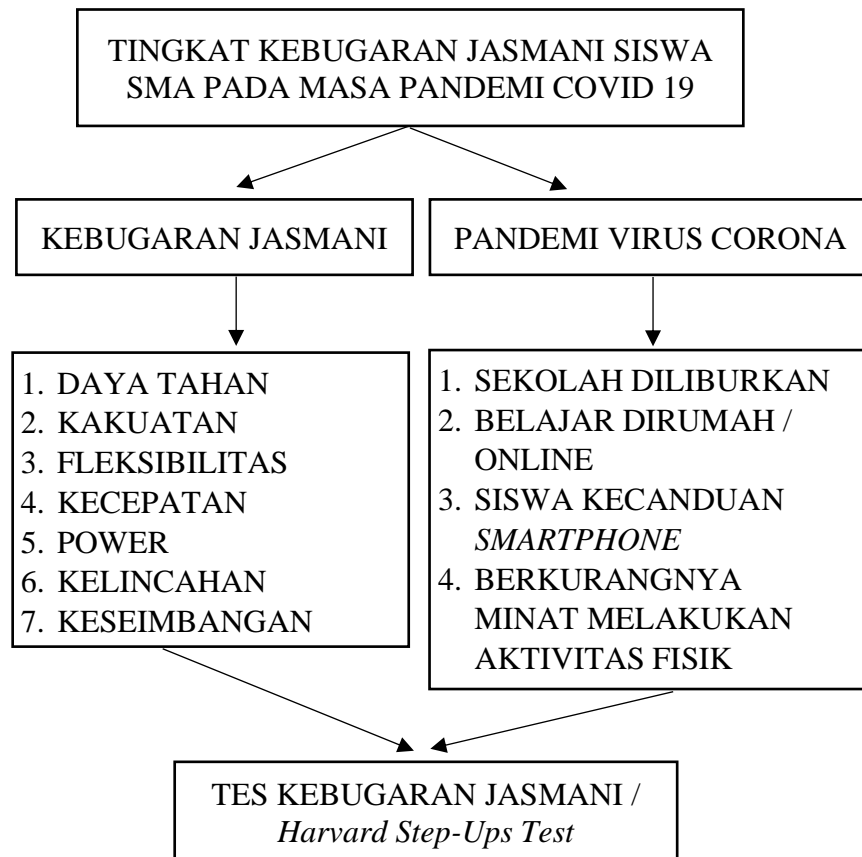 TINGKAT KEBUGARAN JASMANI SISWA
SMA PADA MASA PANDEMI COVID 19
KEBUGARAN JASMANI
PANDEMI VIRUS CORONA
1. DAYA TAHAN
2. KAKUATAN
3. FLEKSIBILITAS
4. KECEPATAN
5. POWER
6. KELINCAHAN
7. KESEIMBANGAN
1. SEKOLAH DILIBURKAN
2. BELAJAR DIRUMAH /
ONLINE
3. SISWA KECANDUAN
SMARTPHONE
4. BERKURANGNYA
MINAT MELAKUKAN
AKTIVITAS FISIK
TES KEBUGARAN JASMANI /
Harvard Step-Ups Test